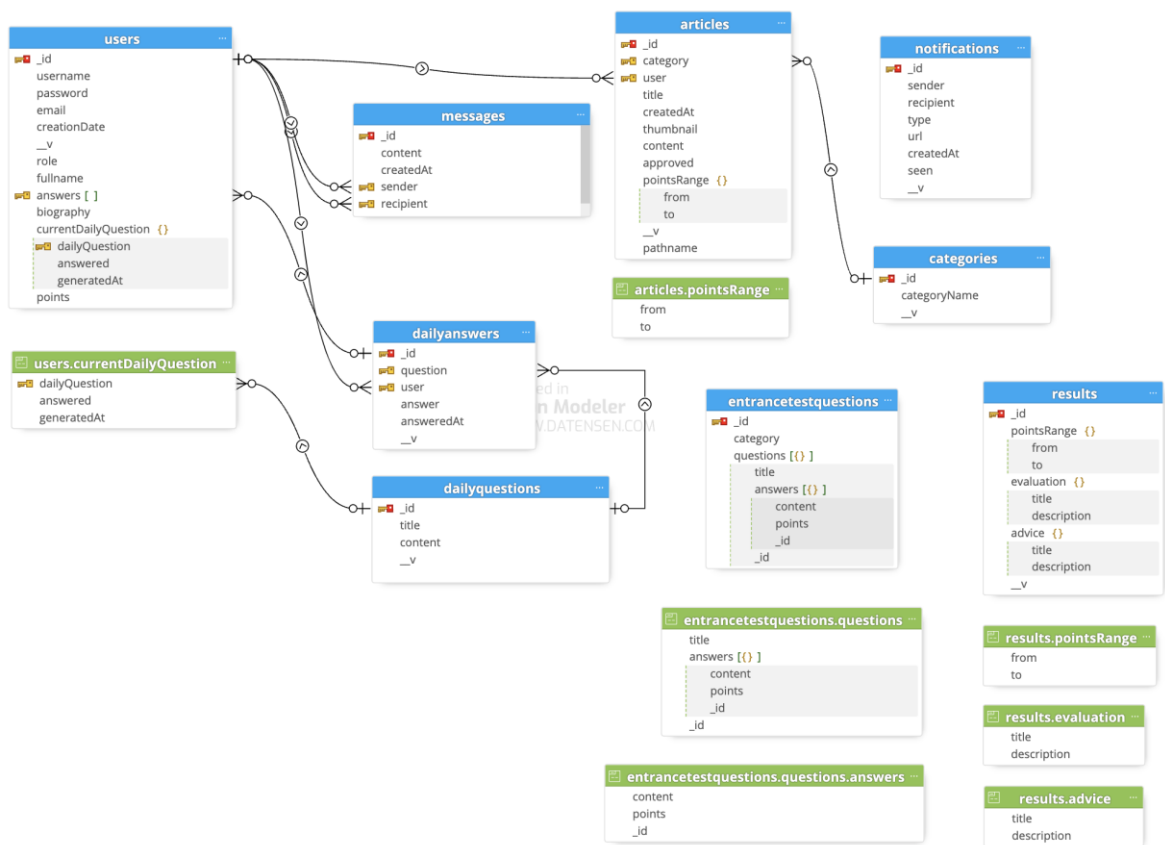 users
_id
username
password
email
creationDate
__v
role
fullname
answers [ ]
biography
currentDailyQuestion {}
dailyQuestion
answered
generatedAt
points
messages
_id
content
createdAt
sender
recipient
articles
_id
category
user
title
createdAt
thumbnail
content
approved
pointsRange {}
from
to
__v
pathname
notifications
_id
sender
recipient
type
url
createdAt
seen
__v
categories
_id
categoryName
__v
articles.pointsRange
from
to
users.currentDailyQuestion
dailyQuestion
answered
generatedAt
dailyanswers
_id
question
user
answer
answeredAt
__v
ed in
n Modeler
W.DATENSEN.COM
dailyquestions
_id
title
content
__v
entrancetestquestions
_id
category
questions [{} ]
title
answers [{} ]
content
points
_id
_id
results
_id
pointsRange {}
from
to
evaluation {}
title
description
advice {}
title
description
__v
entrancetestquestions.questions
title
answers [{} ]
content
points
_id
_id
results.pointsRange
from
to
results.evaluation
title
description
entrancetestquestions.questions.answers
content
points
_id
results.advice
title
description